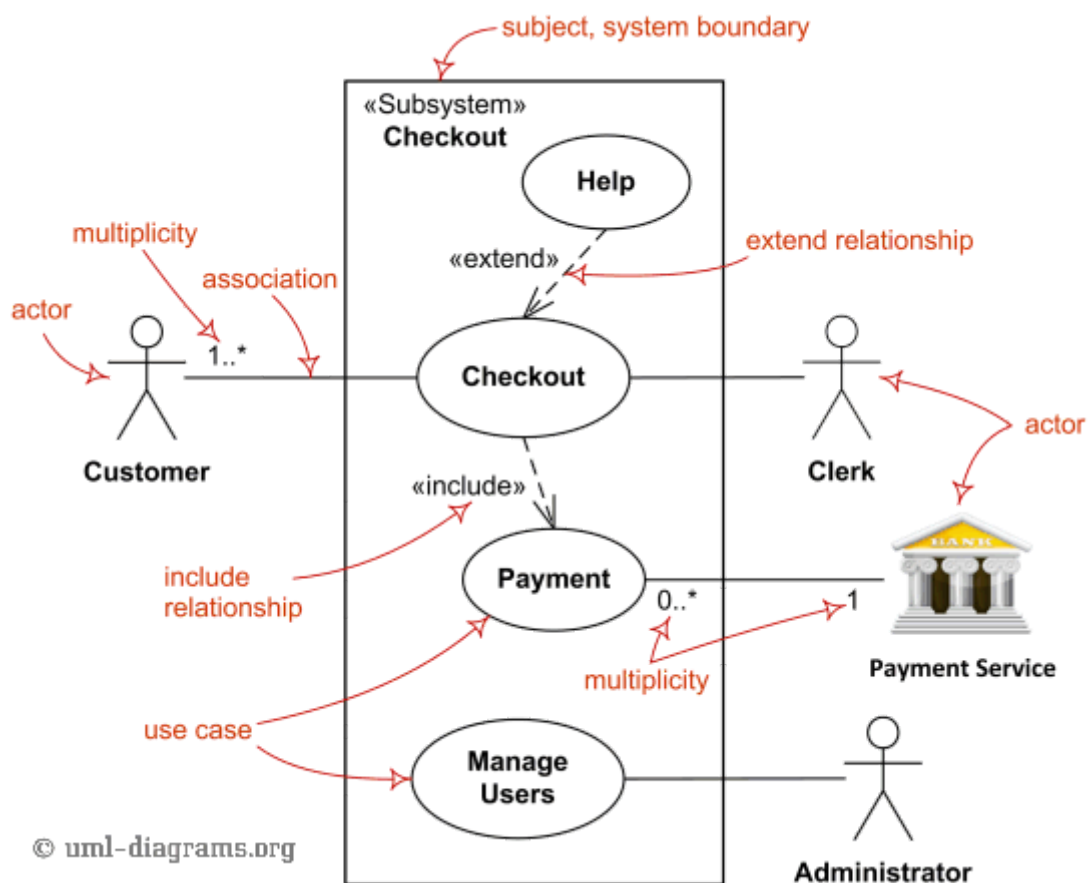 subject, system boundary
«Subsystem»
Checkout
Help
multiplicity
«extend»
extend relationship
association
actor
1..*
Checkout
Customer
Clerk
actor
«include»
BANK
include
relationship
Payment
0..*
1
multiplicity
Payment Service
use case
Manage
Users
© uml-diagrams.org
Administrator